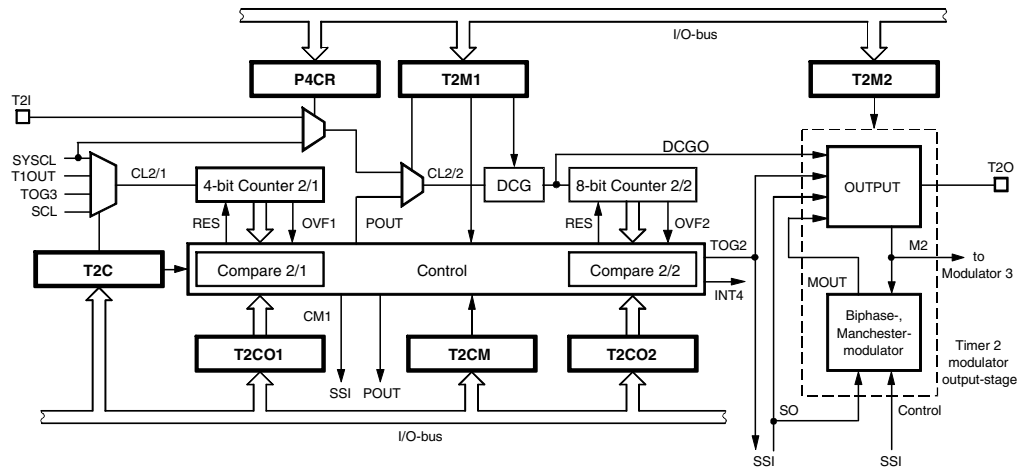 I/O-bus
P4CR
T2M1
T2M2
T2I
SYSCL
T1OUT
TOG3
SCL
CL2/1
4-bit Counter 2/1
CL2/2
DCG
8-bit Counter 2/2
DCGO
OUTPUT
T2O
RES
OVF1
POUT
RES
OVF2
TOG2
M2
to
Modulator 3
T2C
Compare 2/1
Control
Compare 2/2
INT4
MOUT
CM1
Biphase-,
Manchester-
modulator
Timer 2
modulator
output-stage
T2CO1
T2CM
T2CO2
SSI
POUT
SO
Control
I/O-bus
SSI
SSI